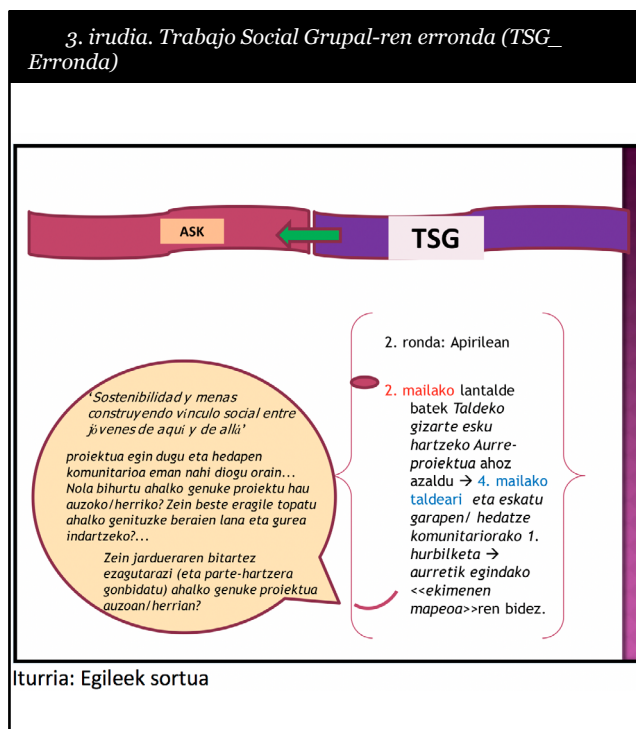 3. irudia. Trabajo Social Grupal-ren erronda (TSG_
Erronda)
ASK
TSG
2. ronda: Apirilean
2. mailako lantalde
batek Taldeko
gizarte esku
hartzeko Aurre-
proiektua ahoz
azaldu → 4. mailako
taldeari eta eskatu
garapen/ hedatze
komunitariorako 1.
hurbilketa →
aurretik egindako
<<ekimenen
mapeoa>>ren bidez.
‘Sostenibilidad y menas
construyendo vinculo social entre
jóvenes de aquí y de allá’
proiektua egin dugu eta hedapen
komunitarioa eman nahi diogu orain...
Nola bihurtu ahalko genuke proiektu hau
auzoko/herriko? Zein beste eragile topatu
ahalko genituzke beraien lana eta gurea
indartzeko?...
Zein jardueraren bitartez
ezagutarazi (eta parte-hartzera
gonbidatu) ahalko genuke proiektua
auzoan/herrian?
Iturria: Egileek sortua